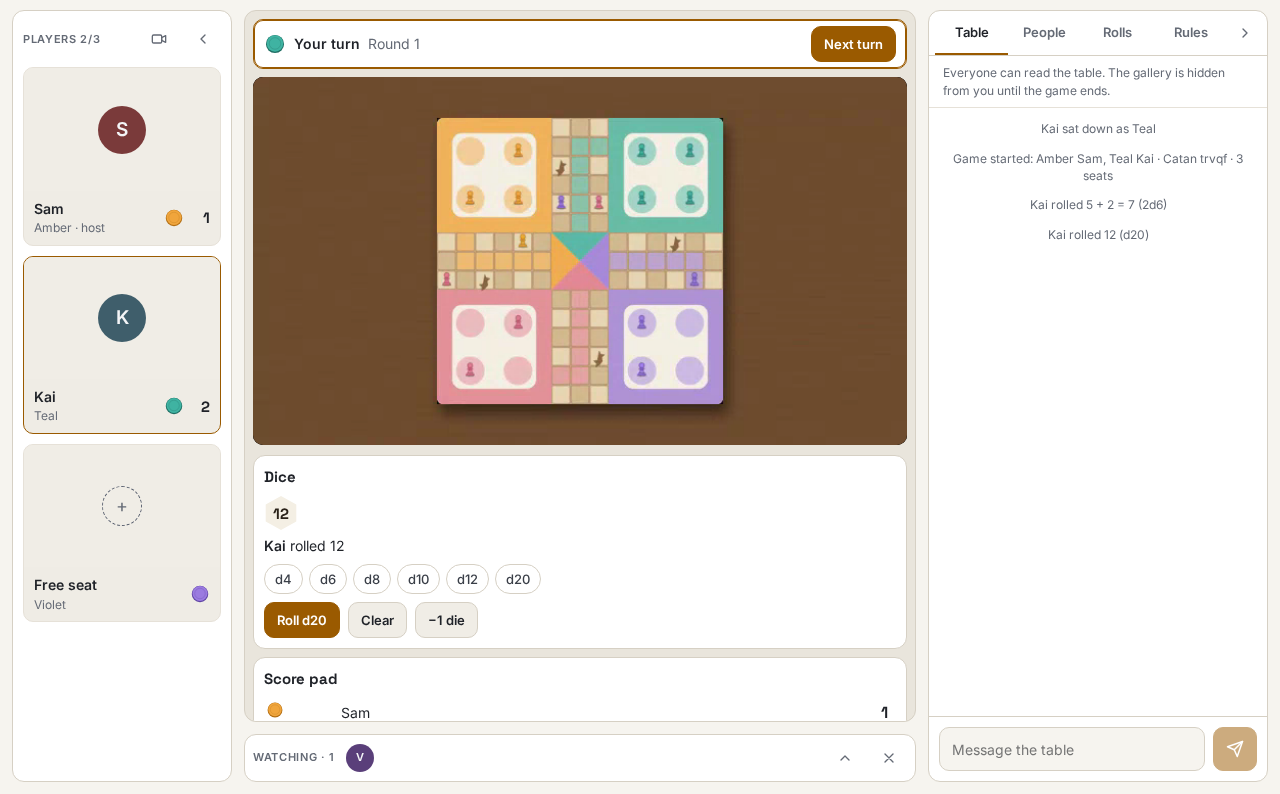 PLAYERS 2/3
S
Sam
Amber · host
1
K
Kai
Teal
2
+
Free seat
Violet
Your turn Round 1
Next turn
Dice
12
Kai rolled 12
d4 d6 d8 d10 d12 d20
Roll d20 Clear −1 die
Score pad
Sam 1
WATCHING · 1 V
Table People Rolls Rules
Everyone can read the table. The gallery is hidden
from you until the game ends.
Kai sat down as Teal
Game started: Amber Sam, Teal Kai · Catan trvqf · 3
seats
Kai rolled 5 + 2 = 7 (2d6)
Kai rolled 12 (d20)
Message the table